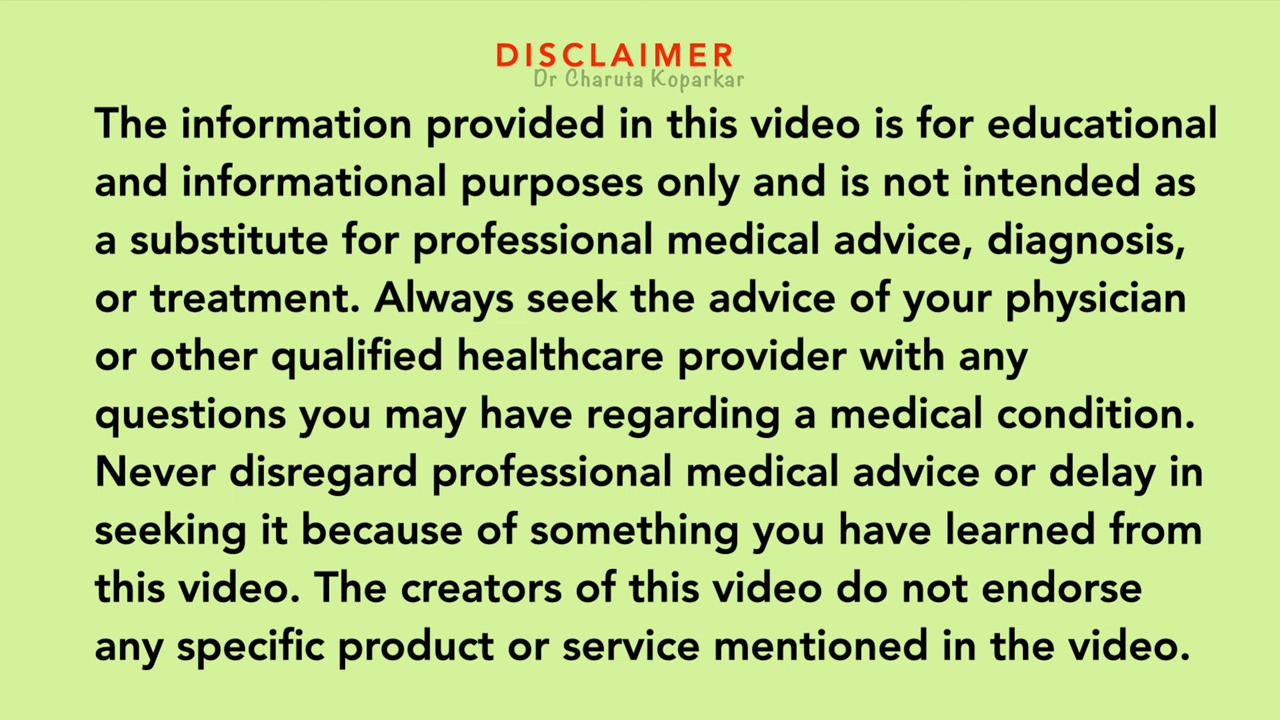 DISCLAIMER
Dr Charuta Koparkar
The information provided in this video is for educational
and informational purposes only and is not intended as
a substitute for professional medical advice, diagnosis,
or treatment. Always seek the advice of your physician
or other qualified healthcare provider with any
questions you may have regarding a medical condition.
Never disregard professional medical advice or delay in
seeking it because of something you have learned from
this video. The creators of this video do not endorse
any specific product or service mentioned in the video.